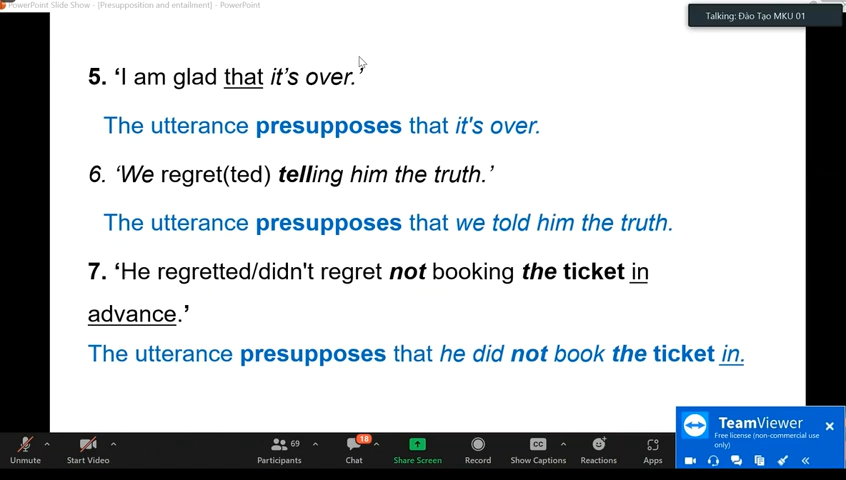 PowerPoint Slide Show - [Presupposition and entailment] - PowerPoint
Talking: Đào Tạo MKU 01
5. ‘I am glad that it’s over.’
The utterance presupposes that it's over.
6. ‘We regret(ted) telling him the truth.’
The utterance presupposes that we told him the truth.
7. ‘He regretted/didn't regret not booking the ticket in
advance.’
The utterance presupposes that he did not book the ticket in.
TeamViewer
Free license (non-commercial use
only)
18
69
CC
Unmute
Start Video
Participants
Chat
Share Screen
Record
Show Captions
Reactions
Apps